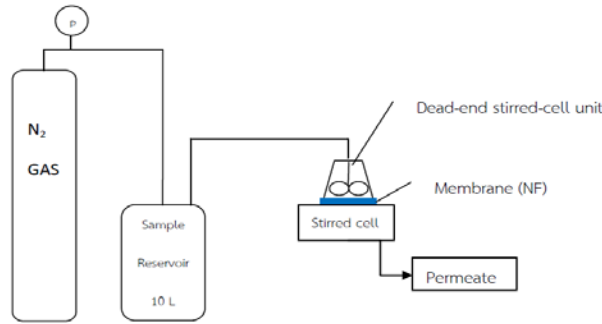 P
N₂
GAS
Dead-end stirred-cell unit
Membrane (NF)
Sample
Reservoir
10 L
Stirred cell
Permeate